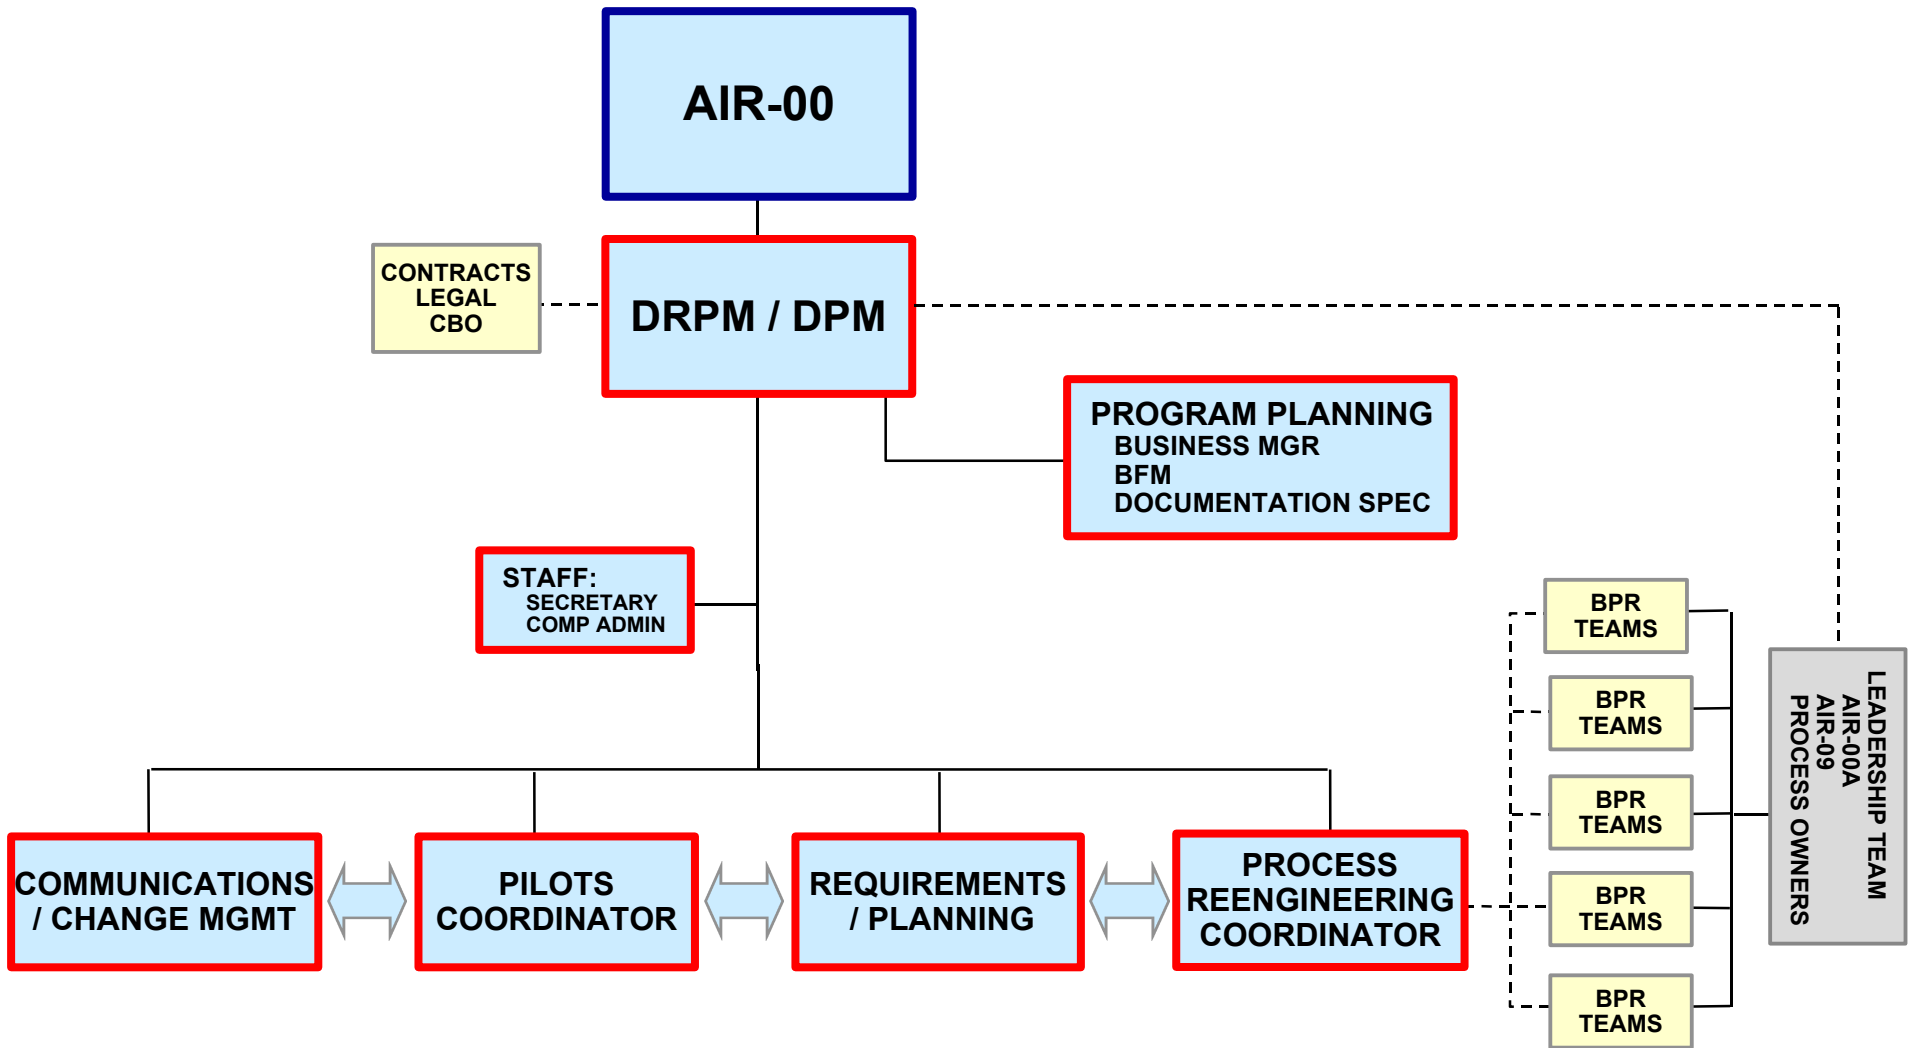 AIR-00
CONTRACTS
LEGAL
CBO
DRPM / DPM
PROGRAM PLANNING
BUSINESS MGR
BFM
DOCUMENTATION SPEC
STAFF:
SECRETARY
COMP ADMIN
BPR
TEAMS
BPR
TEAMS
BPR
TEAMS
BPR
TEAMS
BPR
TEAMS
LEADERSHIP TEAM
AIR-00A
AIR-09
PROCESS OWNERS
COMMUNICATIONS
/ CHANGE MGMT
PILOTS
COORDINATOR
REQUIREMENTS
/ PLANNING
PROCESS
REENGINEERING
COORDINATOR